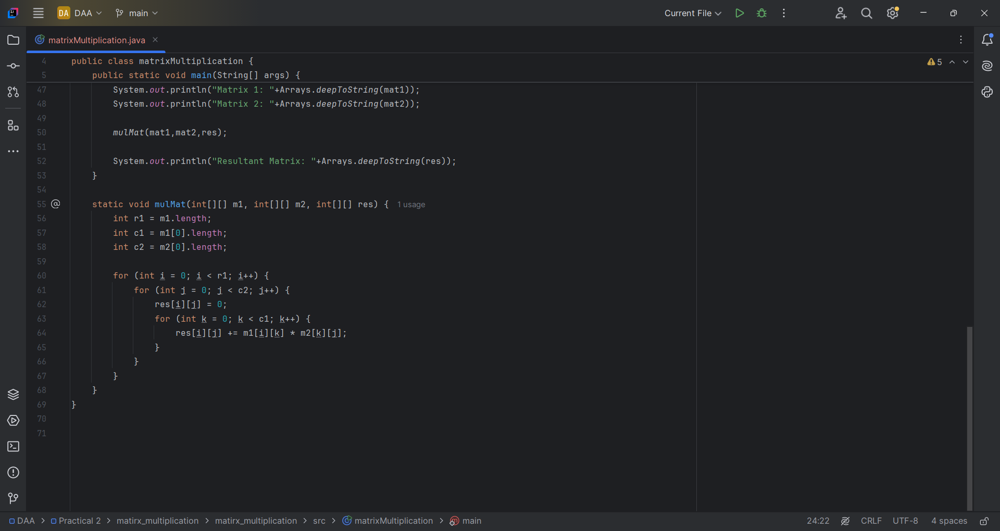 DA DAA main Current File
matrixMultiplication.java
4 public class matrixMultiplication { 5
5 public static void main(String[] args) {
47 System.out.println("Matrix 1: "+Arrays.deepToString(mat1));
48 System.out.println("Matrix 2: "+Arrays.deepToString(mat2));
49
50 mulMat(mat1,mat2,res);
51
52 System.out.println("Resultant Matrix: "+Arrays.deepToString(res));
53 }
54
55 @ static void mulMat(int[][] m1, int[][] m2, int[][] res) { 1 usage
56 int r1 = m1.length;
57 int c1 = m1[0].length;
58 int c2 = m2[0].length;
59
60 for (int i = 0; i < r1; i++) {
61 for (int j = 0; j < c2; j++) {
62 res[i][j] = 0;
63 for (int k = 0; k < c1; k++) {
64 res[i][j] += m1[i][k] * m2[k][j];
65 }
66 }
67 }
68 }
69 }
70
71
DAA > Practical 2 > matirx_multiplication > matirx_multiplication > src > matrixMultiplication > main 24:22 CRLF UTF-8 4 spaces